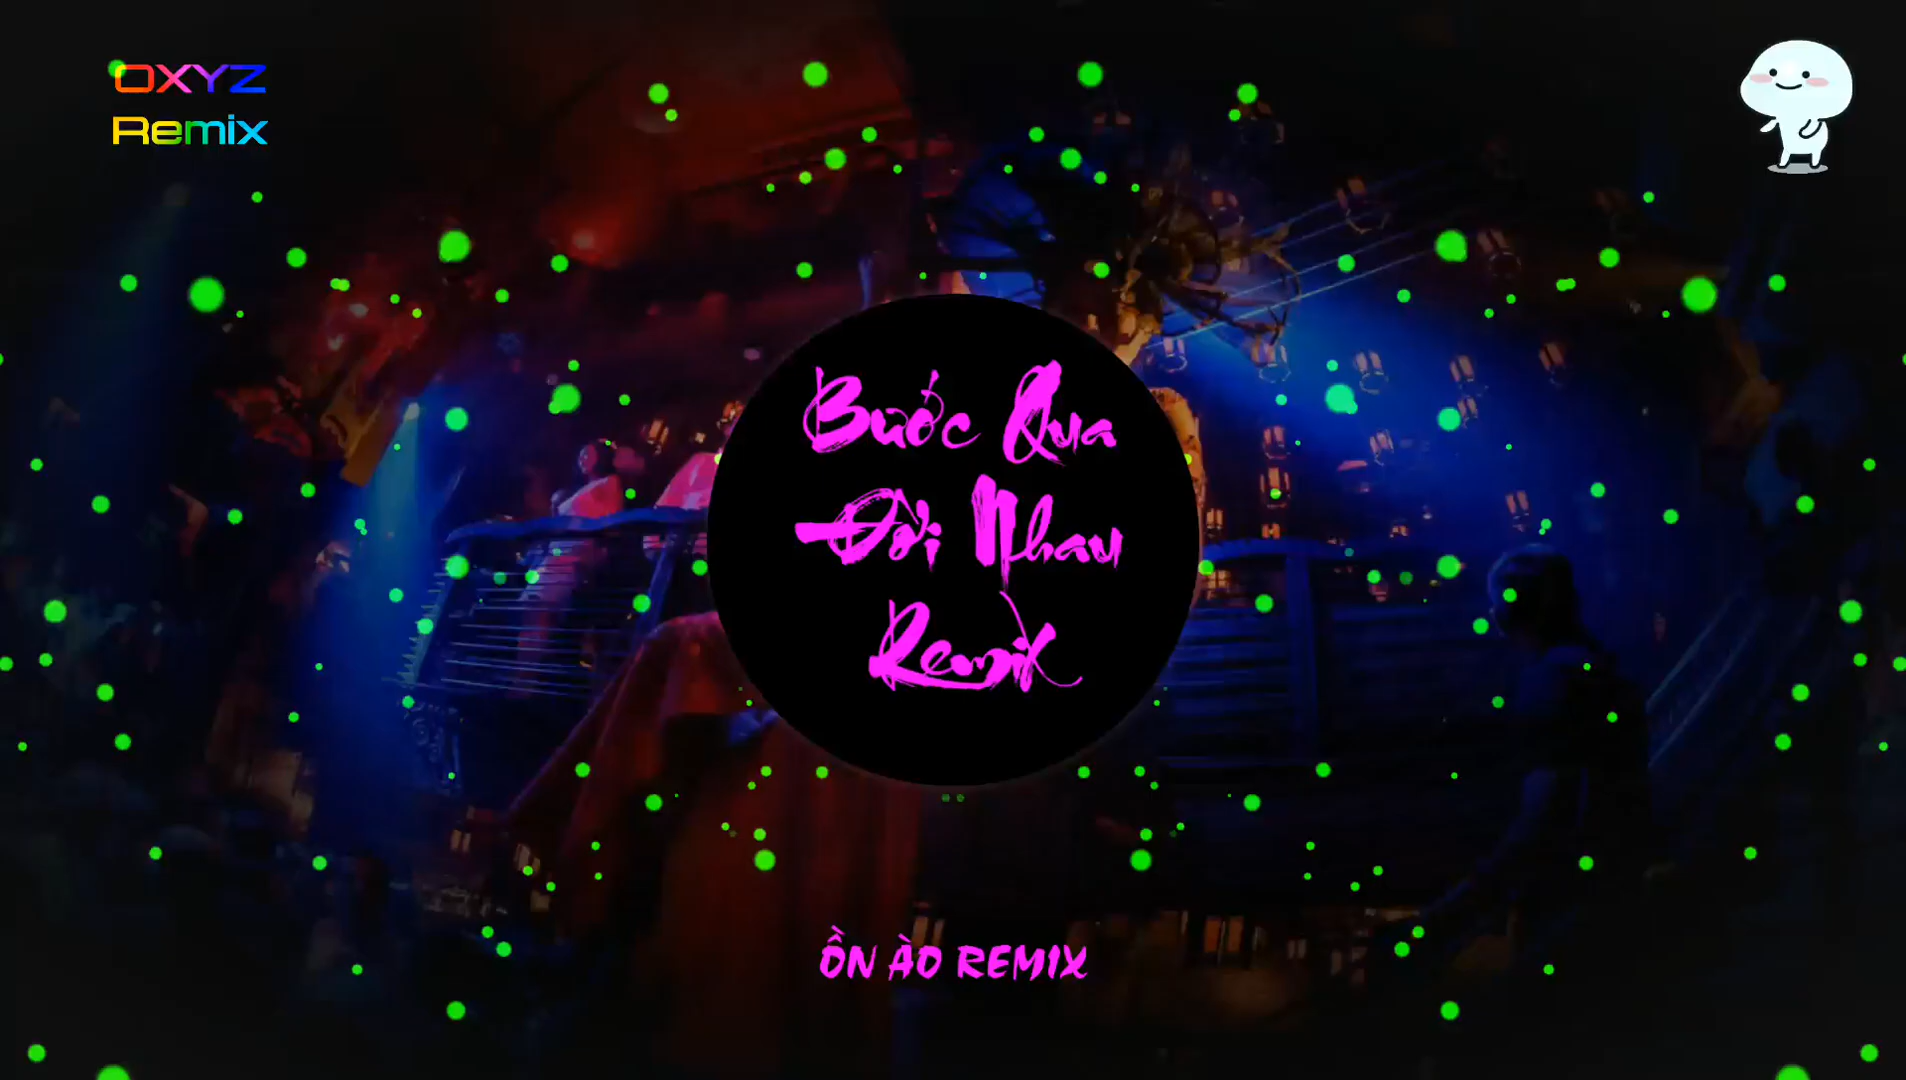 OXYZ
Remix
Bước Qua
Đời Nhau
Remix
ỒN ÀO REMIX